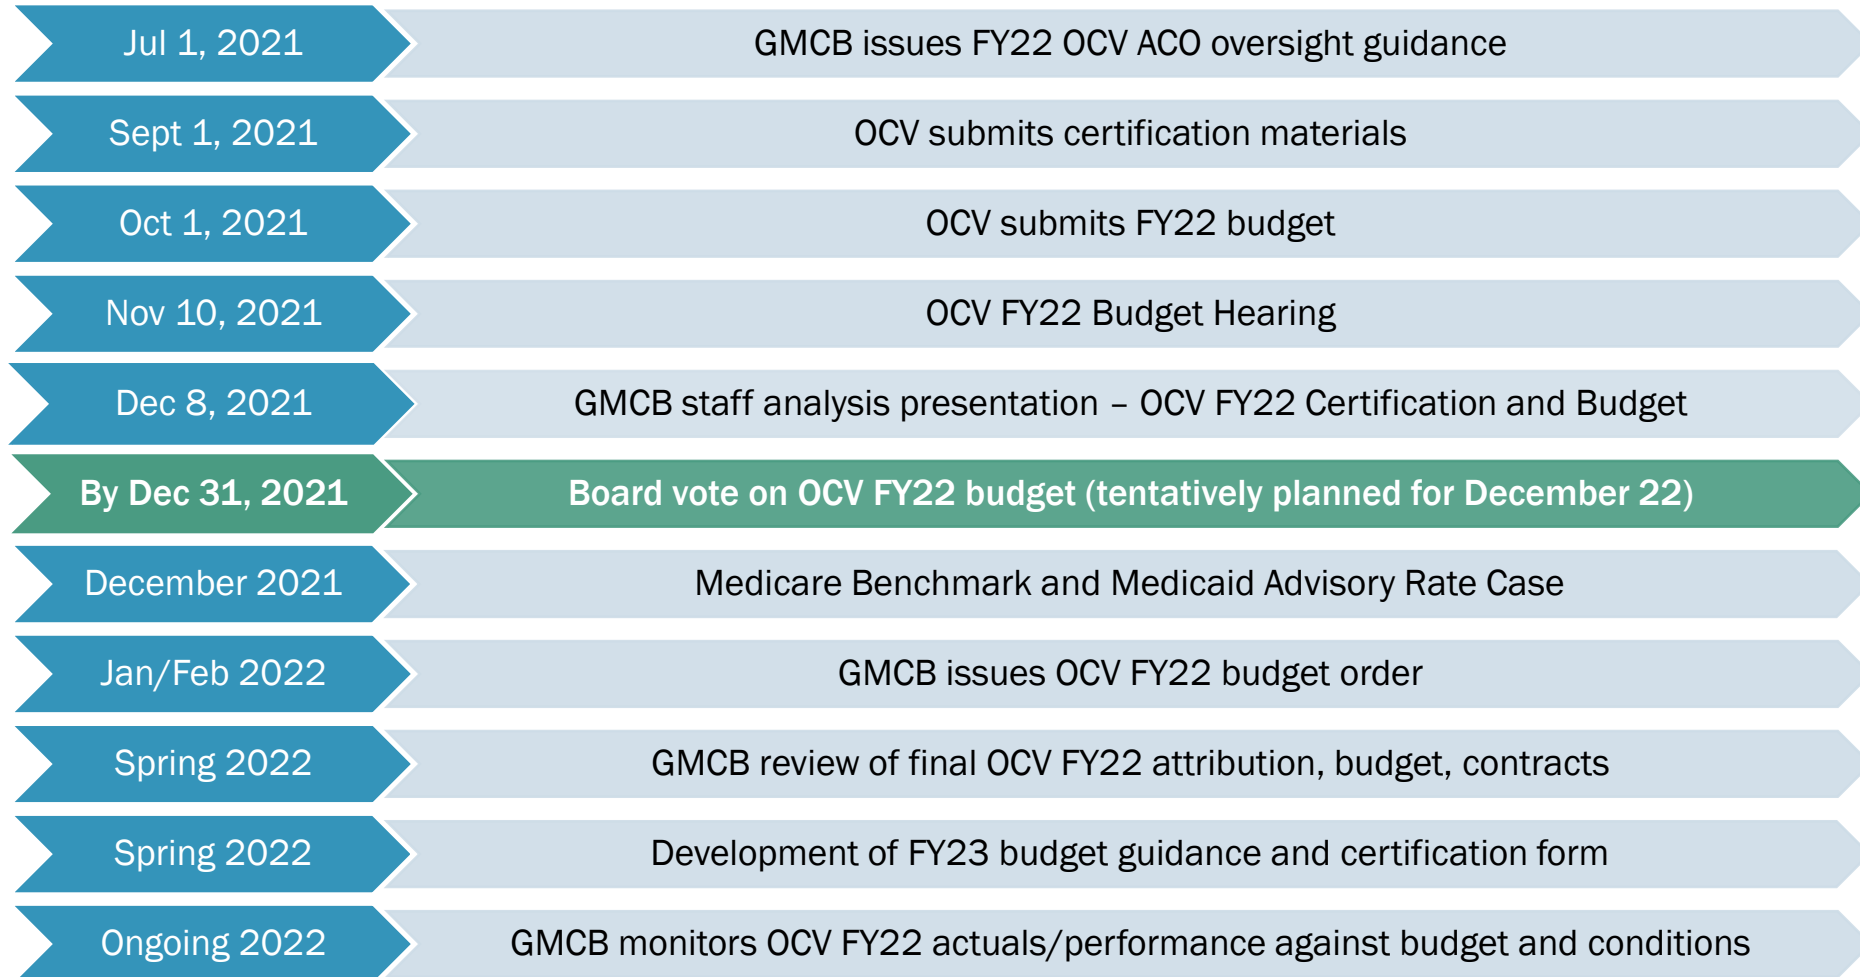 Jul 1, 2021 GMCB issues FY22 OCV ACO oversight guidance
Sept 1, 2021 OCV submits certification materials
Oct 1, 2021 OCV submits FY22 budget
Nov 10, 2021 OCV FY22 Budget Hearing
Dec 8, 2021 GMCB staff analysis presentation – OCV FY22 Certification and Budget
By Dec 31, 2021 Board vote on OCV FY22 budget (tentatively planned for December 22)
December 2021 Medicare Benchmark and Medicaid Advisory Rate Case
Jan/Feb 2022 GMCB issues OCV FY22 budget order
Spring 2022 GMCB review of final OCV FY22 attribution, budget, contracts
Spring 2022 Development of FY23 budget guidance and certification form
Ongoing 2022 GMCB monitors OCV FY22 actuals/performance against budget and conditions